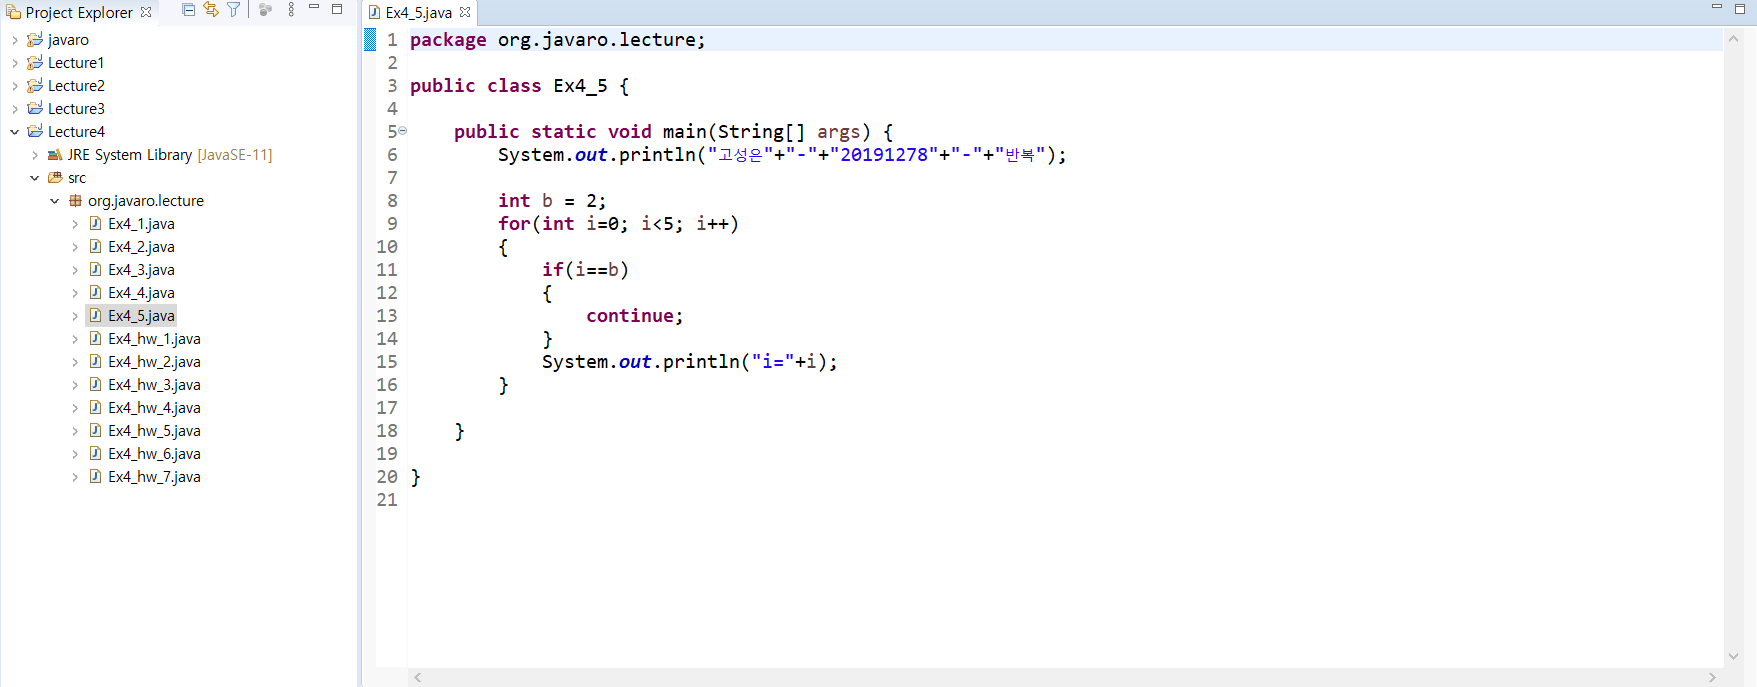 Project Explorer
javaro
Lecture1
Lecture2
Lecture3
Lecture4
JRE System Library [JavaSE-11]
src
org.javaro.lecture
Ex4_1.java
Ex4_2.java
Ex4_3.java
Ex4_4.java
Ex4_5.java
Ex4_hw_1.java
Ex4_hw_2.java
Ex4_hw_3.java
Ex4_hw_4.java
Ex4_hw_5.java
Ex4_hw_6.java
Ex4_hw_7.java
Ex4_5.java
1 package org.javaro.lecture;
2
3 public class Ex4_5 {
4
5 public static void main(String[] args) {
6 System.out.println("고성은"+"-"+"20191278"+"-"+"반복");
7
8 int b = 2;
9 for(int i=0; i<5; i++)
10 {
11 if(i==b)
12 {
13 continue;
14 }
15 System.out.println("i="+i);
16 }
17
18 }
19
20 }
21